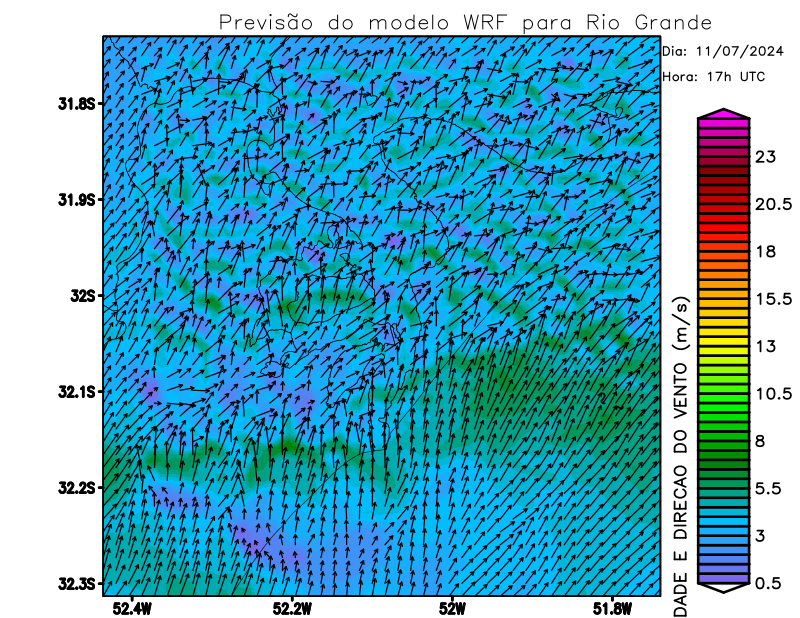 Previsão do modelo WRF para Rio Grande
Dia: 11/07/2024
Hora: 17h UTC
31.8S
31.9S
32S
32.1S
32.2S
32.3S
52.4W
52.2W
52W
51.8W
23
20.5
18
15.5
13
10.5
8
5.5
3
0.5
DADE E DIRECAO DO VENTO (m/s)